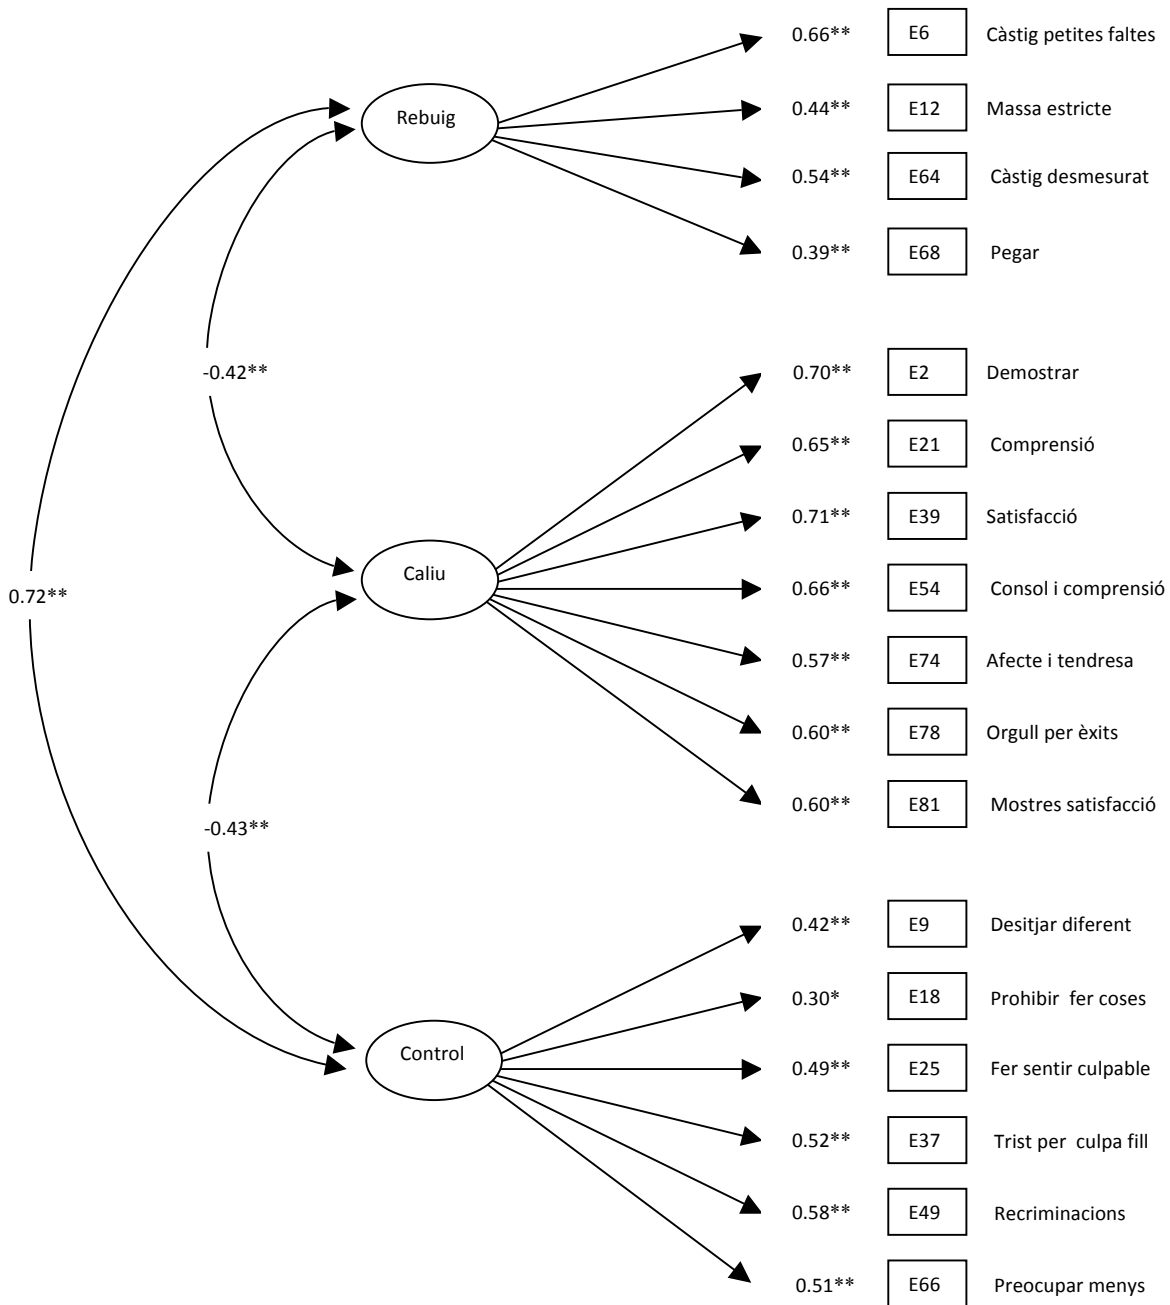 0.66** E6 Càstig petites faltes
Rebuig
0.44** E12 Massa estricte
0.54** E64 Càstig desmesurat
0.39** E68 Pegar
-0.42**
0.70** E2 Demostrar
0.65** E21 Comprensió
0.71** E39 Satisfacció
Caliu
0.72**
0.66** E54 Consol i comprensió
0.57** E74 Afecte i tendresa
0.60** E78 Orgull per èxits
0.60** E81 Mostres satisfacció
-0.43**
0.42** E9 Desitjar diferent
0.30* E18 Prohibir fer coses
Control
0.49** E25 Fer sentir culpable
0.52** E37 Trist per culpa fill
0.58** E49 Recriminacions
0.51** E66 Preocupar menys